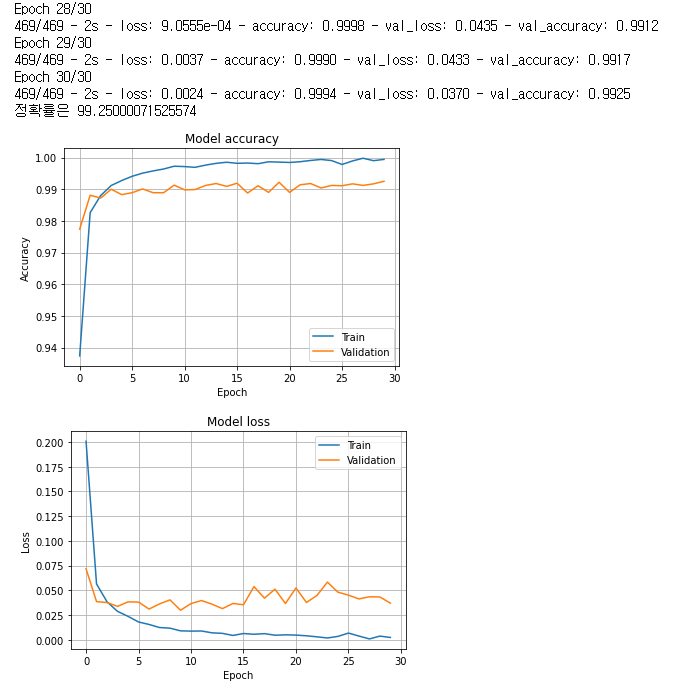 Epoch 28/30
469/469 - 2s - loss: 9.0555e-04 - accuracy: 0.9998 - val_loss: 0.0435 - val_accuracy: 0.9912
Epoch 29/30
469/469 - 2s - loss: 0.0037 - accuracy: 0.9990 - val_loss: 0.0433 - val_accuracy: 0.9917
Epoch 30/30
469/469 - 2s - loss: 0.0024 - accuracy: 0.9994 - val_loss: 0.0370 - val_accuracy: 0.9925
정확률은 99.25000071525574
Model accuracy
1.00
0.99
0.98
0.97
0.96
0.95
0.94
Accuracy
Train
Validation
0 5 10 15 20 25 30
Epoch
Model loss
0.200
0.175
0.150
0.125
0.100
0.075
0.050
0.025
0.000
Loss
Train
Validation
0 5 10 15 20 25 30
Epoch